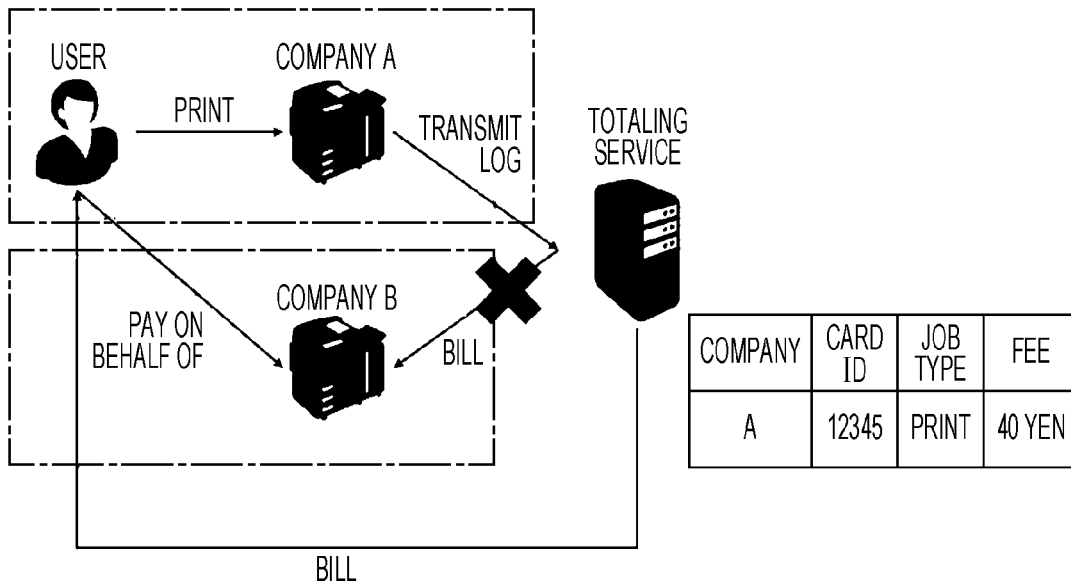 USER
COMPANY A
PRINT
TRANSMIT
LOG
TOTALING
SERVICE
COMPANY B
PAY ON
BEHALF OF
BILL
COMPANY
CARD
ID
JOB
TYPE
FEE
A
12345
PRINT
40 YEN
BILL